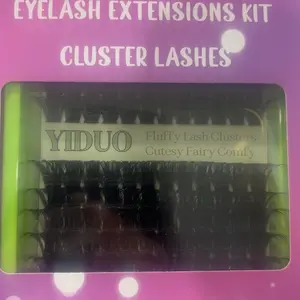 EYELASH EXTENSIONS KIT
CLUSTER LASHES
YIDUO
Fluffy Lash Clusters
Cutesy Fairy Comfy